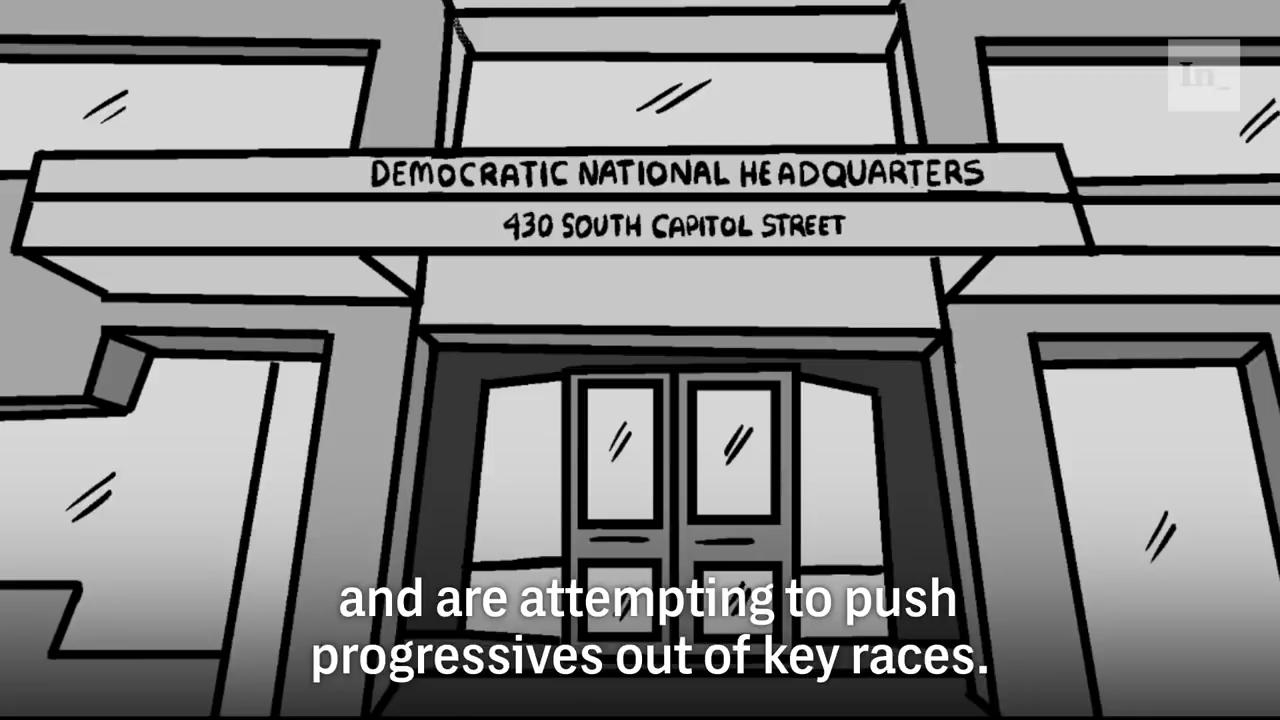 In_
DEMOCRATIC NATIONAL HEADQUARTERS
430 SOUTH CAPITOL STREET
and are attempting to push
progressives out of key races.